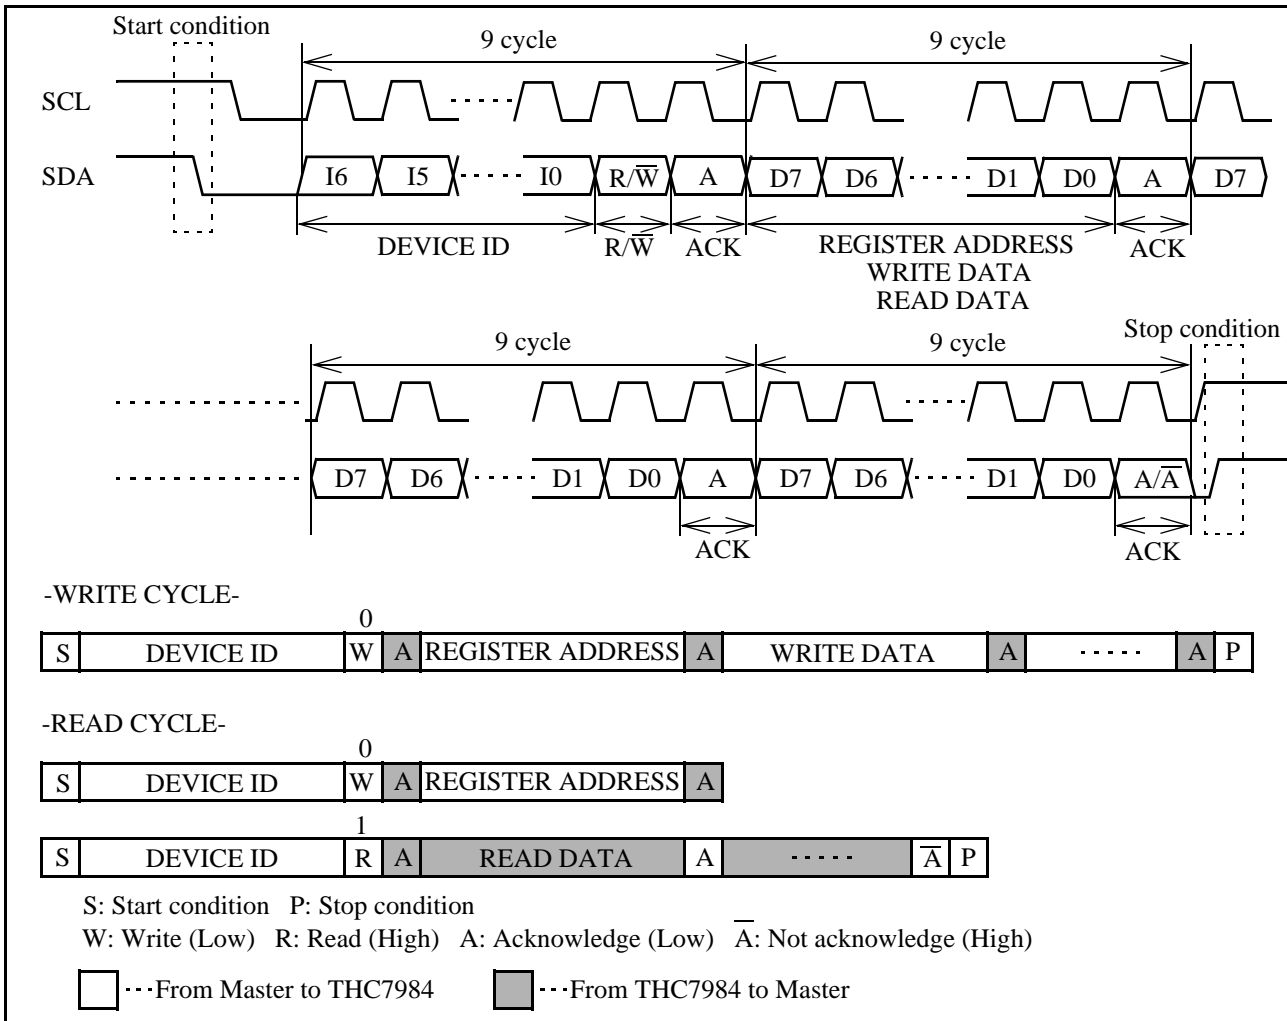 Start condition
9 cycle 9 cycle
SCL
SDA I6 I5 I0 R/W̅ A D7 D6 D1 D0 A D7
DEVICE ID R/W̅ ACK REGISTER ADDRESS ACK
WRITE DATA
READ DATA
Stop condition
9 cycle 9 cycle
D7 D6 D1 D0 A D7 D6 D1 D0 A/A̅
ACK ACK
-WRITE CYCLE-
0
S DEVICE ID W A REGISTER ADDRESS A WRITE DATA A ····· A P
-READ CYCLE-
0
S DEVICE ID W A REGISTER ADDRESS A
1
S DEVICE ID R A READ DATA A ····· A̅ P
S: Start condition P: Stop condition
W: Write (Low) R: Read (High) A: Acknowledge (Low) A̅: Not acknowledge (High)
···From Master to THC7984 ···From THC7984 to Master